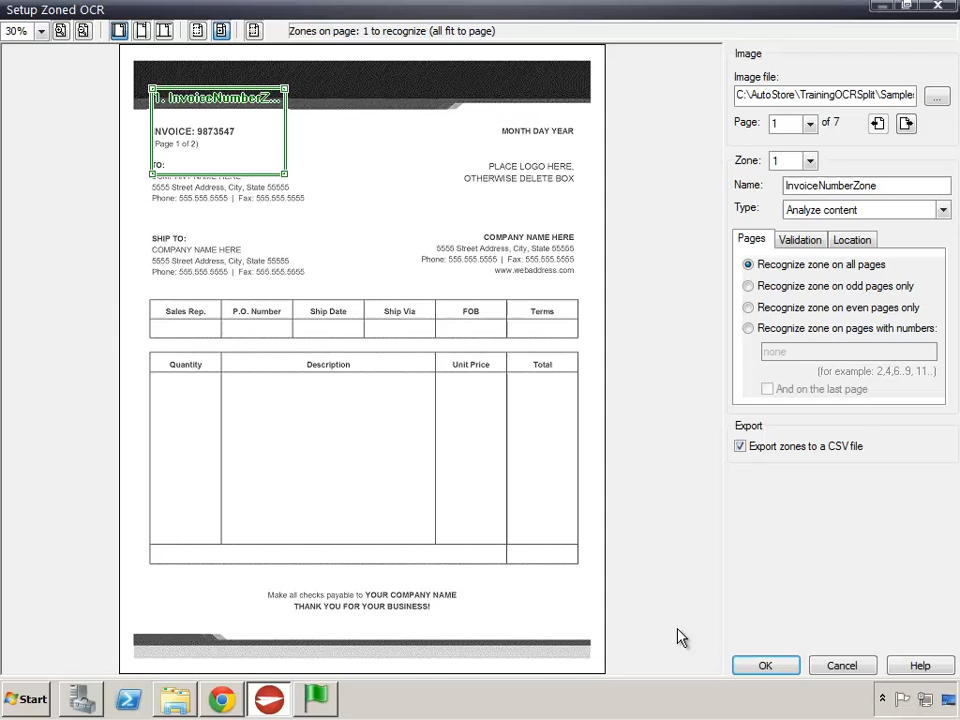 Setup Zoned OCR
30%
Zones on page: 1 to recognize (all fit to page)
1. InvoiceNumberZ...
NVOICE: 9873547
(Page 1 of 2)
MONTH DAY YEAR
TO:
COMPANY NAME HERE
5555 Street Address, City, State 55555
Phone: 555.555.5555 | Fax: 555.555.5555
PLACE LOGO HERE,
OTHERWISE DELETE BOX
SHIP TO:
COMPANY NAME HERE
5555 Street Address, City, State 55555
Phone: 555.555.5555 | Fax: 555.555.5555
COMPANY NAME HERE
5555 Street Address, City, State 55555
Phone: 555.555.5555 | Fax: 555.555.5555
www.webaddress.com
Sales Rep. P.O. Number Ship Date Ship Via FOB Terms
Quantity Description Unit Price Total
Make all checks payable to YOUR COMPANY NAME
THANK YOU FOR YOUR BUSINESS!
Image
Image file:
C:\AutoStore\TrainingOCRSplit\Samples
...
Page: 1 of 7
Zone: 1
Name: InvoiceNumberZone
Type: Analyze content
Pages Validation Location
Recognize zone on all pages
Recognize zone on odd pages only
Recognize zone on even pages only
Recognize zone on pages with numbers:
none
(for example: 2,4,6..9, 11..)
And on the last page
Export
Export zones to a CSV file
OK Cancel Help
Start